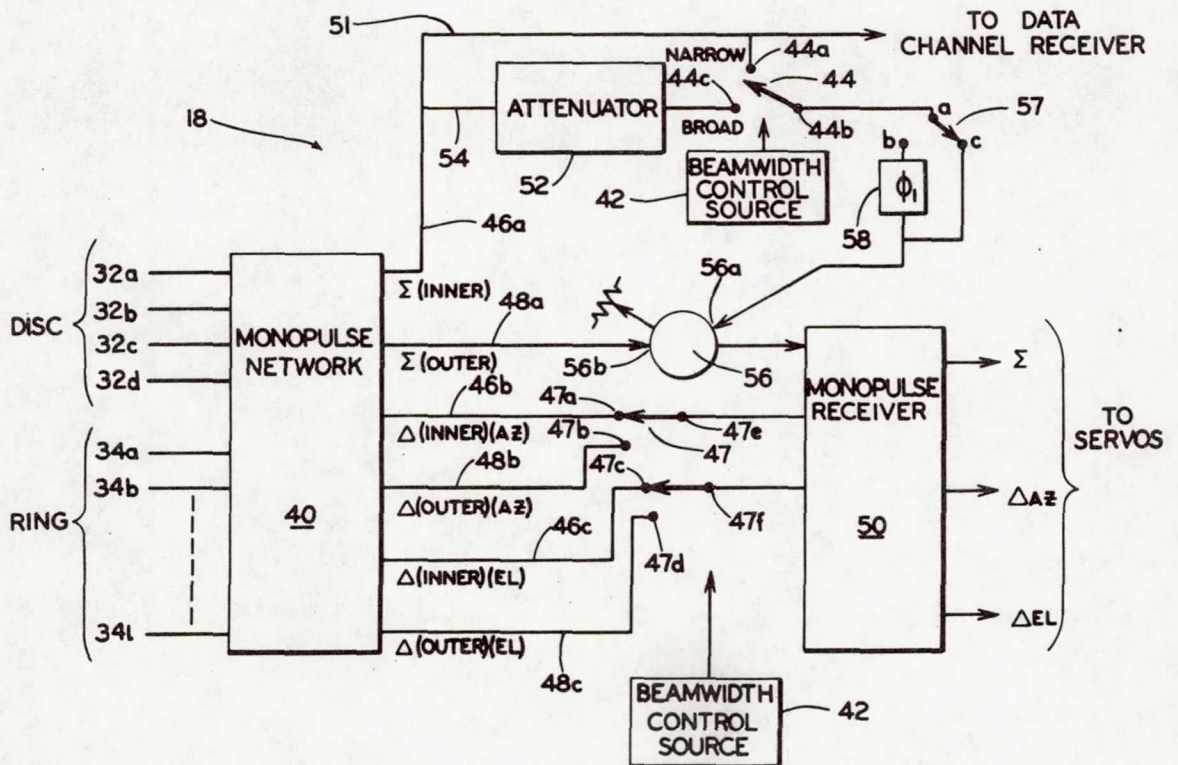 51
TO DATA
CHANNEL RECEIVER
NARROW
44a
44
44c
ATTENUATOR
a
57
18
BROAD
44b
b
c
54
52
BEAMWIDTH
CONTROL
SOURCE
42
Φ1
58
46a
32a
56a
Σ(INNER)
48a
DISC
32b
32c
MONOPULSE
NETWORK
Σ(OUTER)
56b
56
32d
46b
47a
MONOPULSE
RECEIVER
Σ
Δ(INNER)(AZ)
47b
47
47e
TO
SERVOS
34a
48b
47c
34b
RING
40
Δ(OUTER)(AZ)
46c
47f
ΔAZ
50
47d
Δ(INNER)(EL)
34l
Δ(OUTER)(EL)
ΔEL
48c
BEAMWIDTH
CONTROL
SOURCE
42